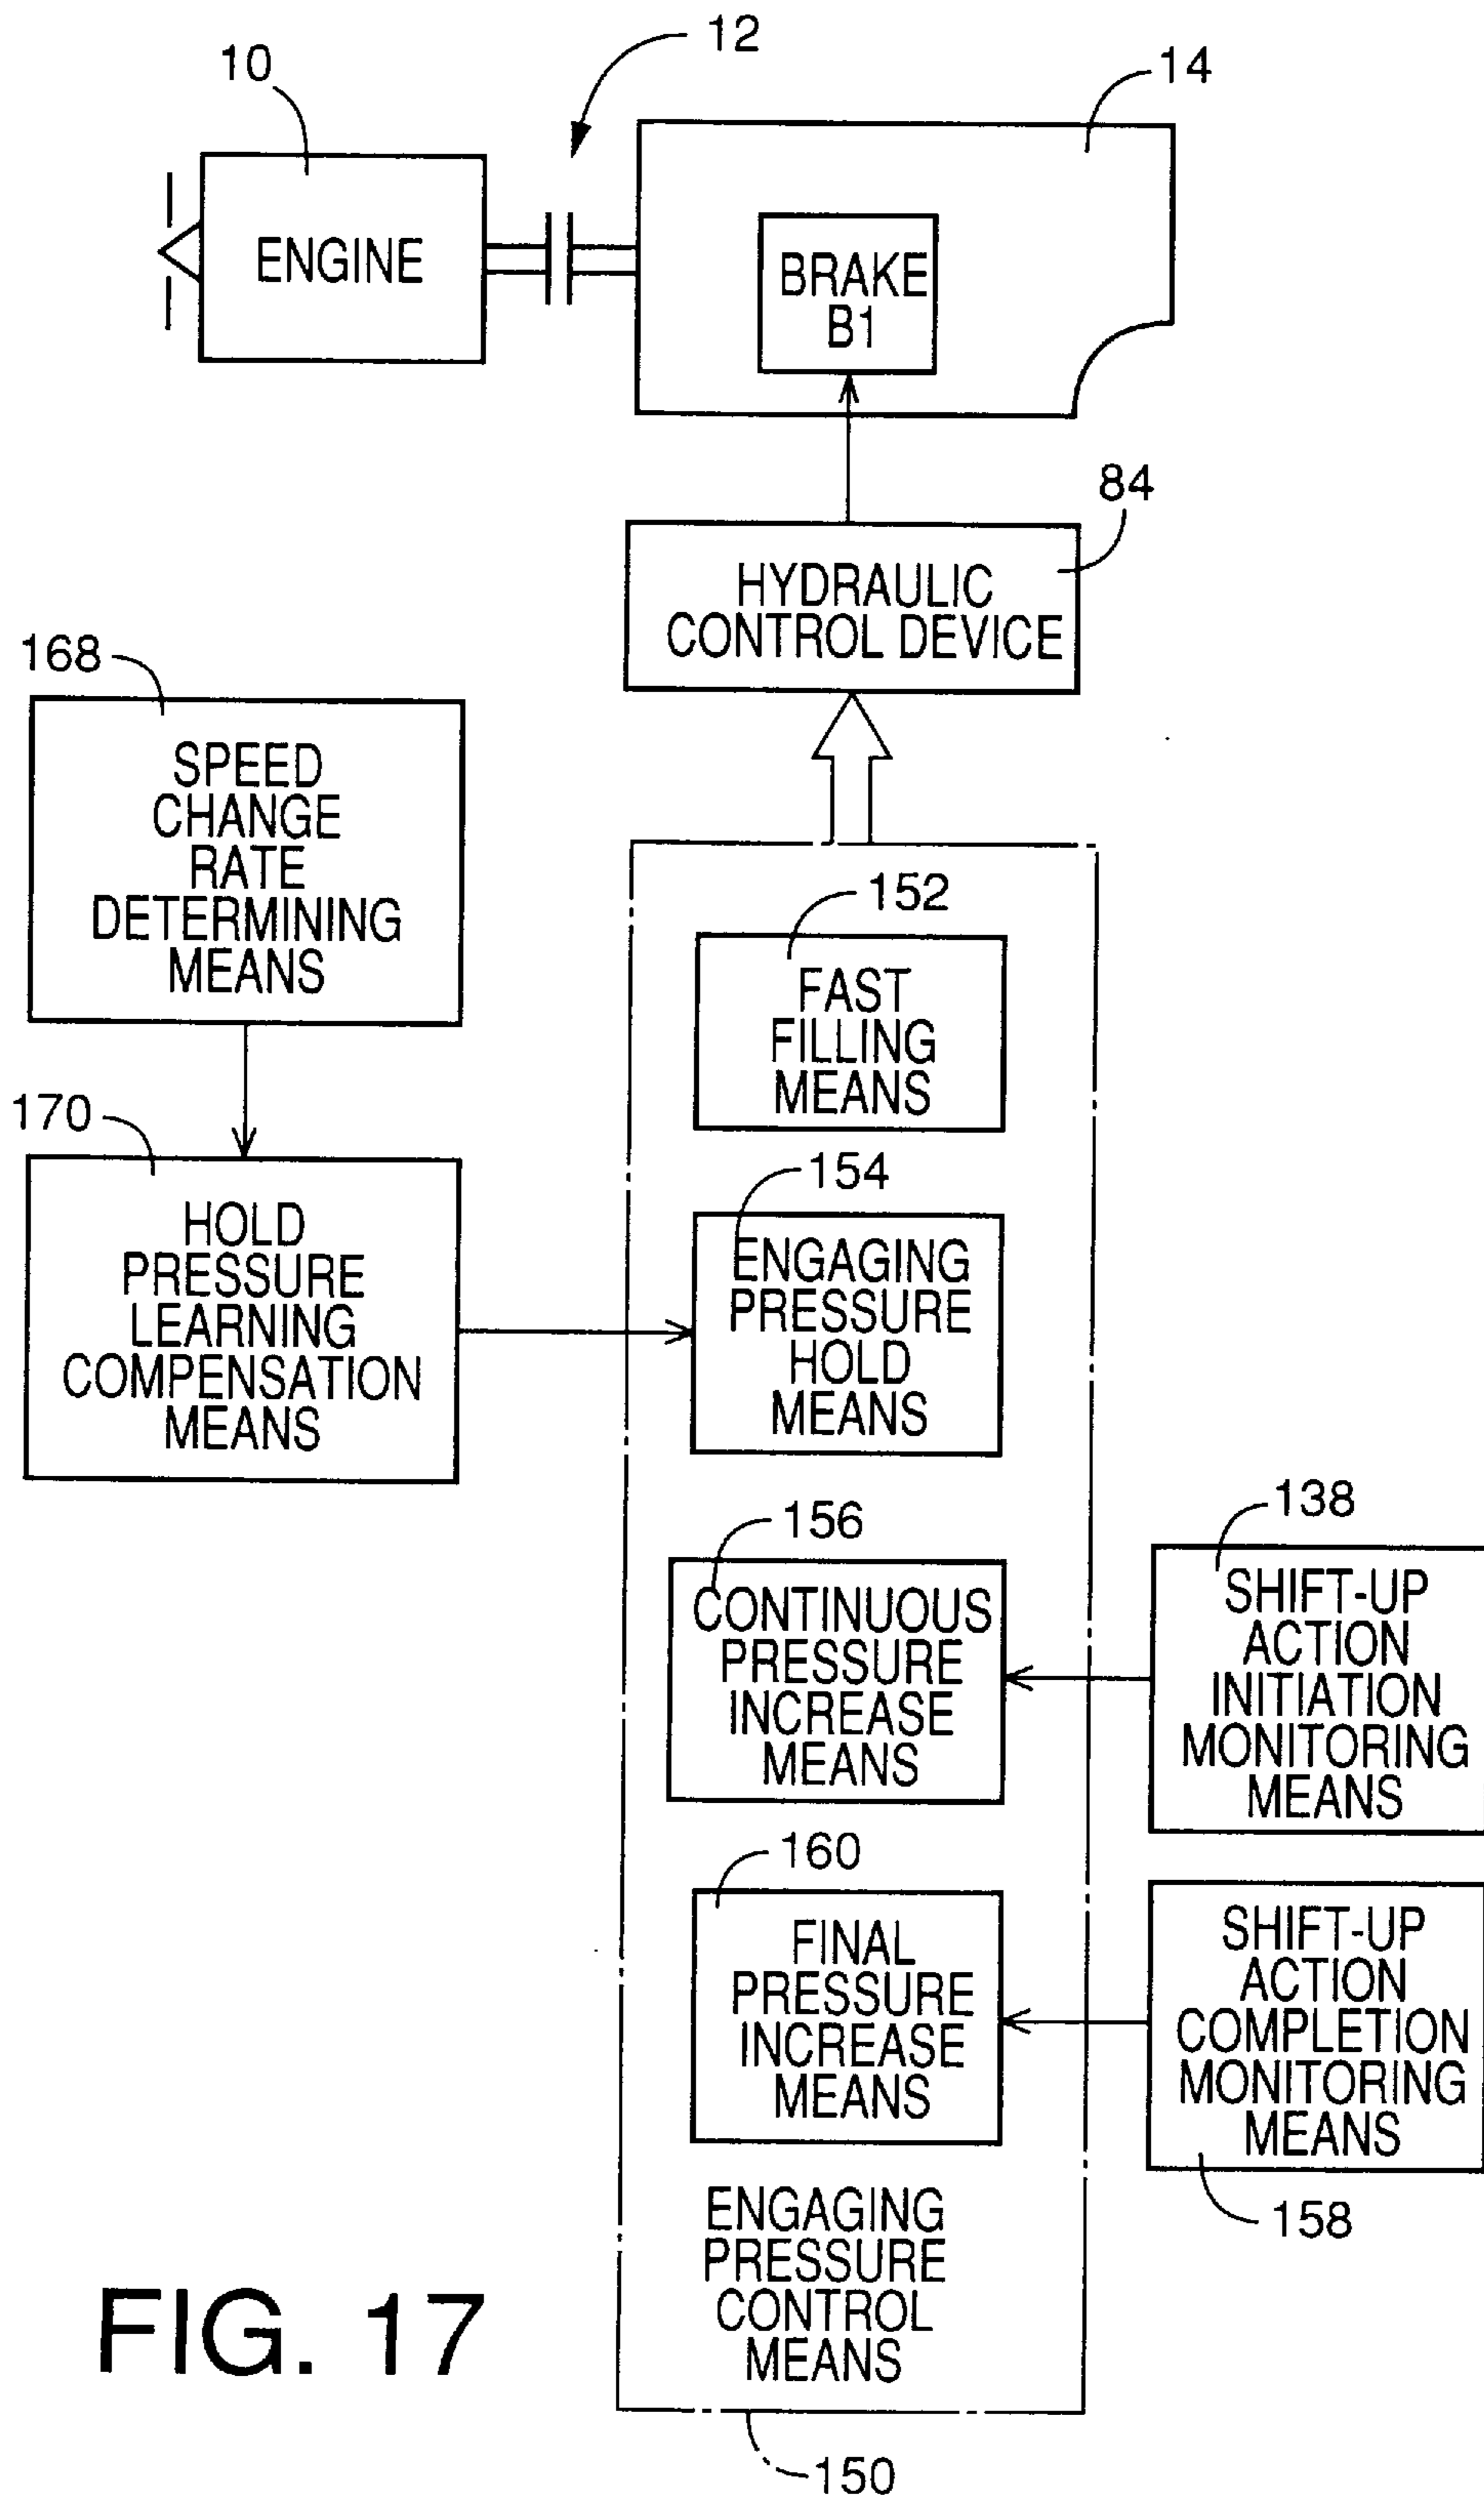 12
10
14
ENGINE
BRAKE
B1
84
HYDRAULIC
CONTROL DEVICE
168
SPEED
CHANGE
RATE
DETERMINING
MEANS
152
FAST
FILLING
MEANS
170
HOLD
PRESSURE
LEARNING
COMPENSATION
MEANS
154
ENGAGING
PRESSURE
HOLD
MEANS
156
CONTINUOUS
PRESSURE
INCREASE
MEANS
138
SHIFT-UP
ACTION
INITIATION
MONITORING
MEANS
160
FINAL
PRESSURE
INCREASE
MEANS
SHIFT-UP
ACTION
COMPLETION
MONITORING
MEANS
158
ENGAGING
PRESSURE
CONTROL
MEANS
150
FIG. 17